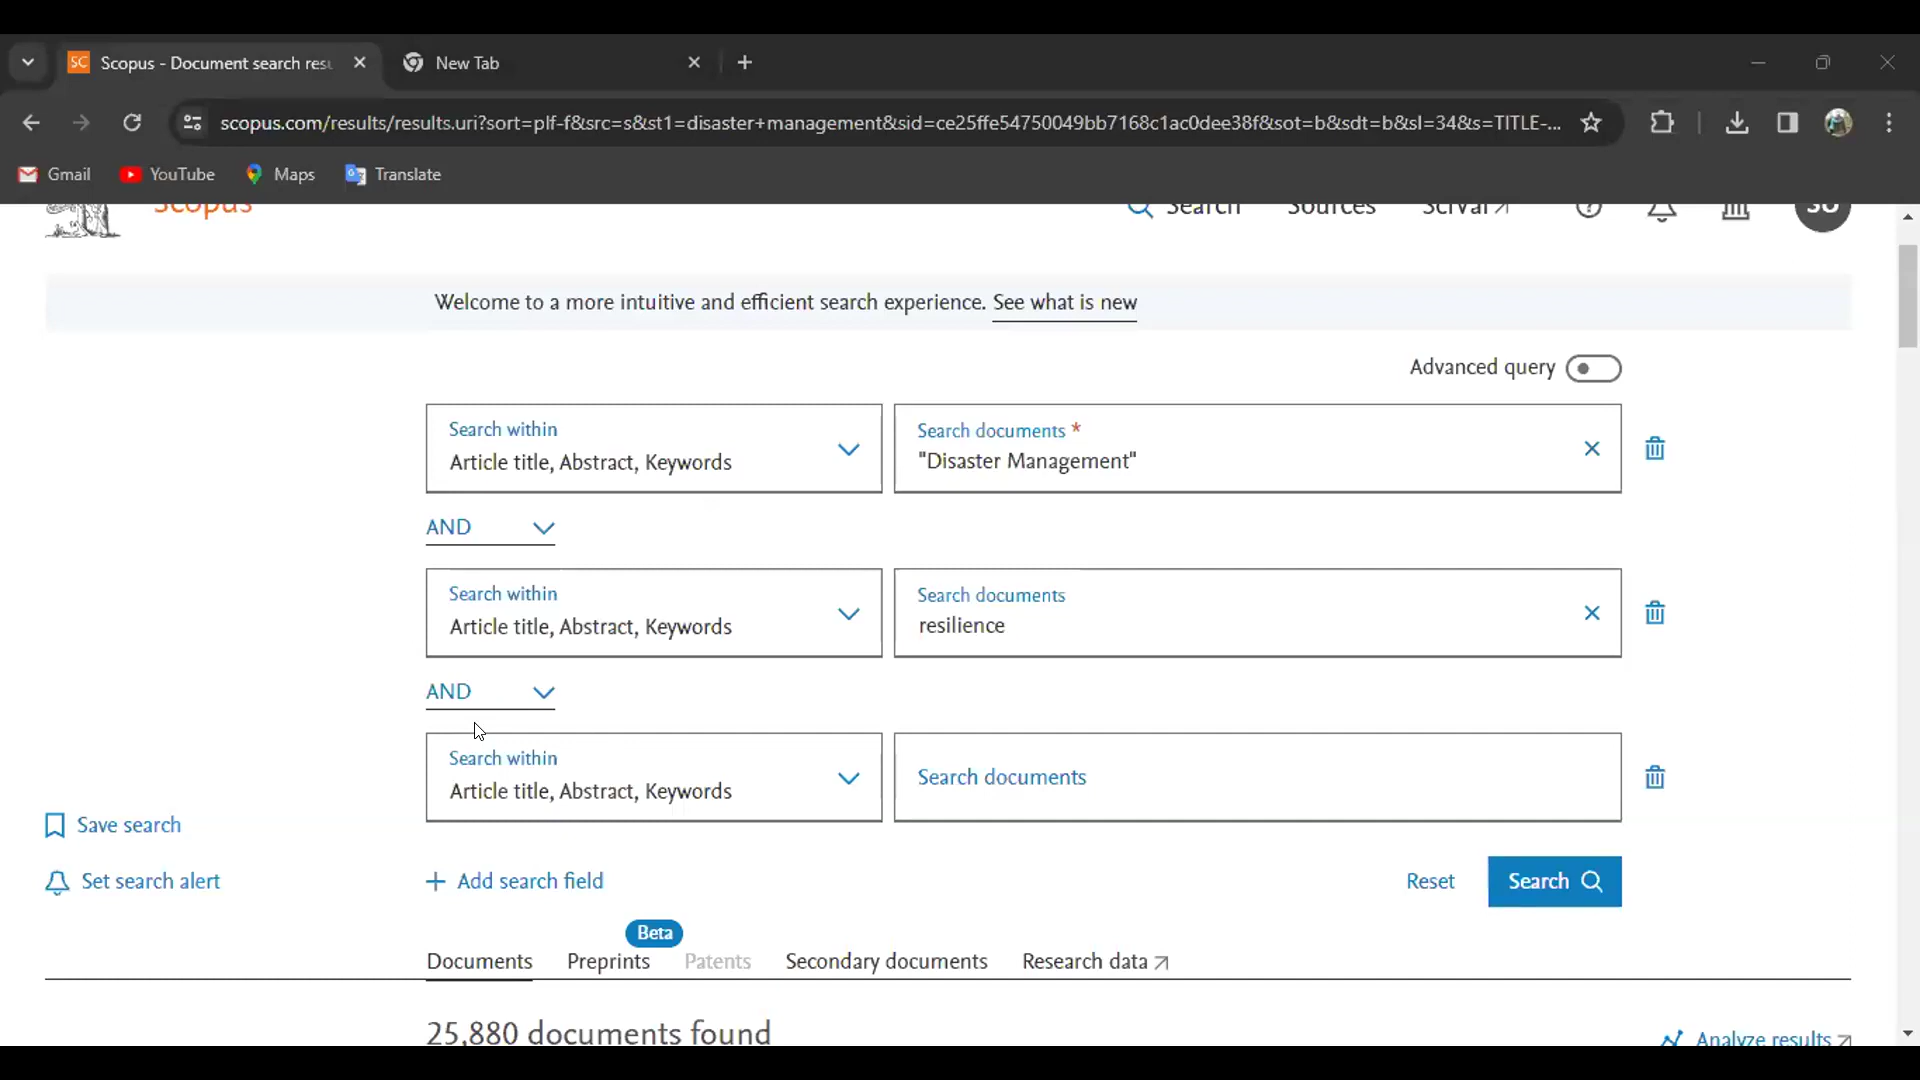 SC Scopus - Document search resu
New Tab
scopus.com/results/results.uri?sort=plf-f&src=s&st1=disaster+management&sid=ce25ffe54750049bb7168c1ac0dee38f&sot=b&sdt=b&sl=34&s=TITLE-...
Gmail YouTube Maps Translate
Scopus Search Sources SciVal SU
Welcome to a more intuitive and efficient search experience. See what is new
Advanced query
Search within
Article title, Abstract, Keywords
Search documents *
"Disaster Management"
AND
Search within
Article title, Abstract, Keywords
Search documents
resilience
AND
Search within
Article title, Abstract, Keywords
Search documents
Save search
Set search alert
Add search field
Reset
Search
Beta
Documents Preprints Patents Secondary documents Research data
25,880 documents found
Analyze results